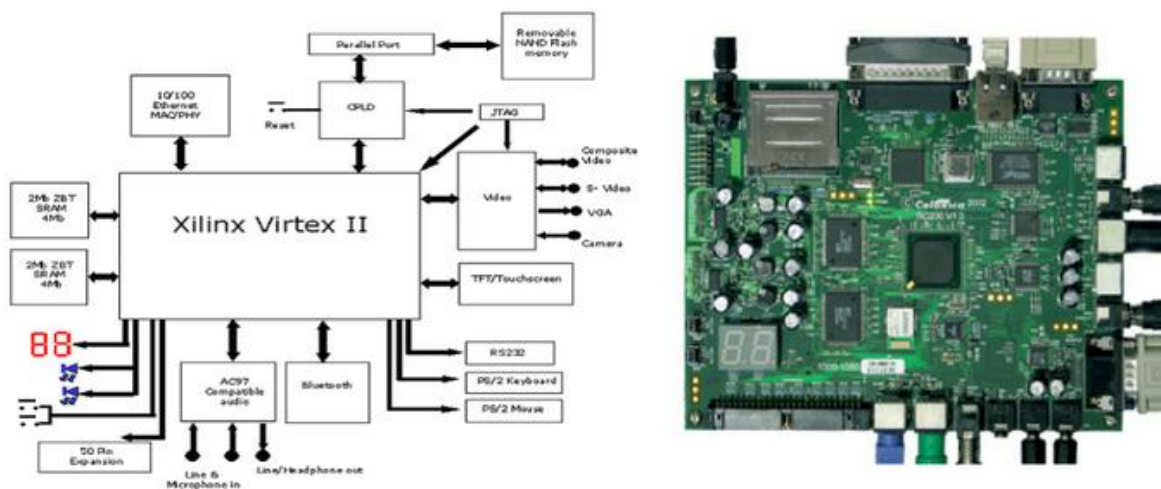 Parallel Port
Removable
NAND Flash
memory
10/100
Ethernet
MAC/PHY
CPLD
Reset
JTAG
2Mb ZBT
SRAM
4Mb
Xilinx Virtex II
Video
Composite
Video
S- Video
VGA
Camera
2Mb ZBT
SRAM
4Mb
TFT/Touchscreen
88
AC97
Compatible
audio
Bluetooth
RS232
PS/2 Keyboard
PS/2 Mouse
50 Pin
Expansion
Line &
Microphone in
Line/Headphone out
© Celoxica 2002
88